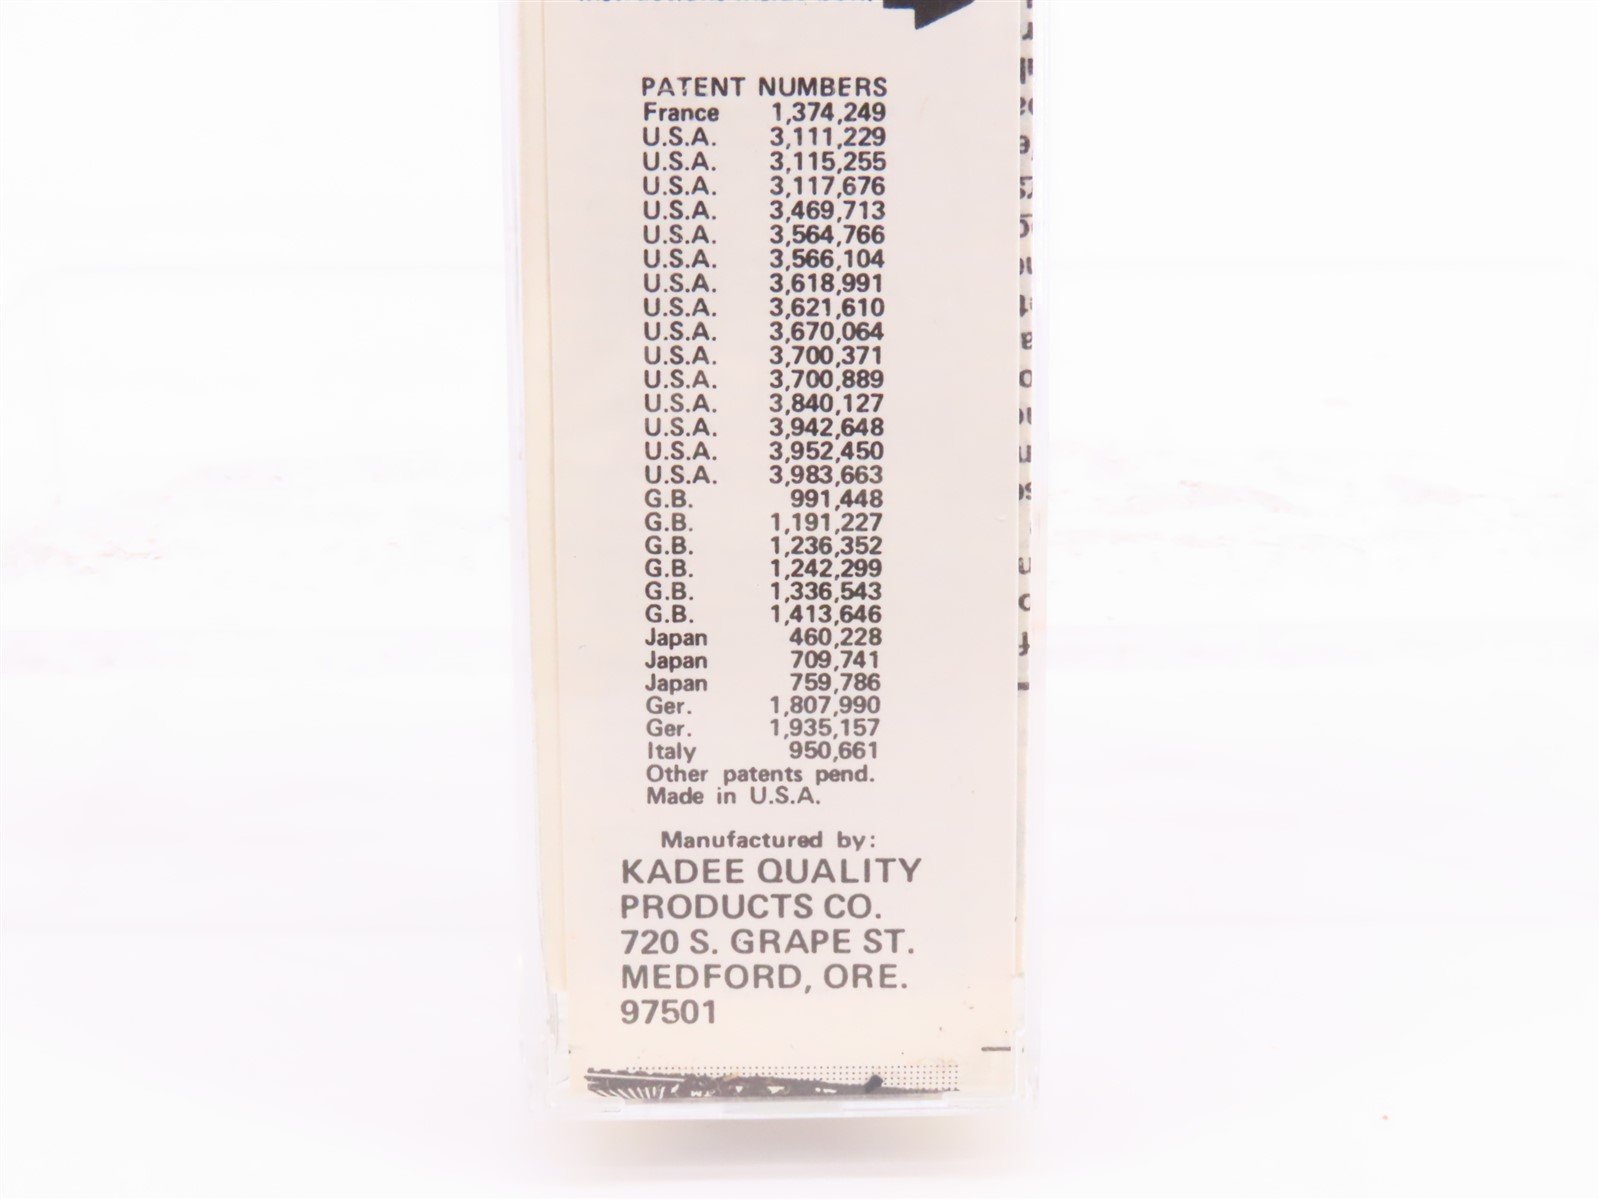 PATENT NUMBERS
France 1,374,249
U.S.A. 3,111,229
U.S.A. 3,115,255
U.S.A. 3,117,676
U.S.A. 3,469,713
U.S.A. 3,564,766
U.S.A. 3,566,104
U.S.A. 3,618,991
U.S.A. 3,621,610
U.S.A. 3,670,064
U.S.A. 3,700,371
U.S.A. 3,700,889
U.S.A. 3,840,127
U.S.A. 3,942,648
U.S.A. 3,952,450
U.S.A. 3,983,663
G.B. 991,448
G.B. 1,191,227
G.B. 1,236,352
G.B. 1,242,299
G.B. 1,336,543
G.B. 1,413,646
Japan 460,228
Japan 709,741
Japan 759,786
Ger. 1,807,990
Ger. 1,935,157
Italy 950,661
Other patents pend.
Made in U.S.A.
Manufactured by:
KADEE QUALITY
PRODUCTS CO.
720 S. GRAPE ST.
MEDFORD, ORE.
97501